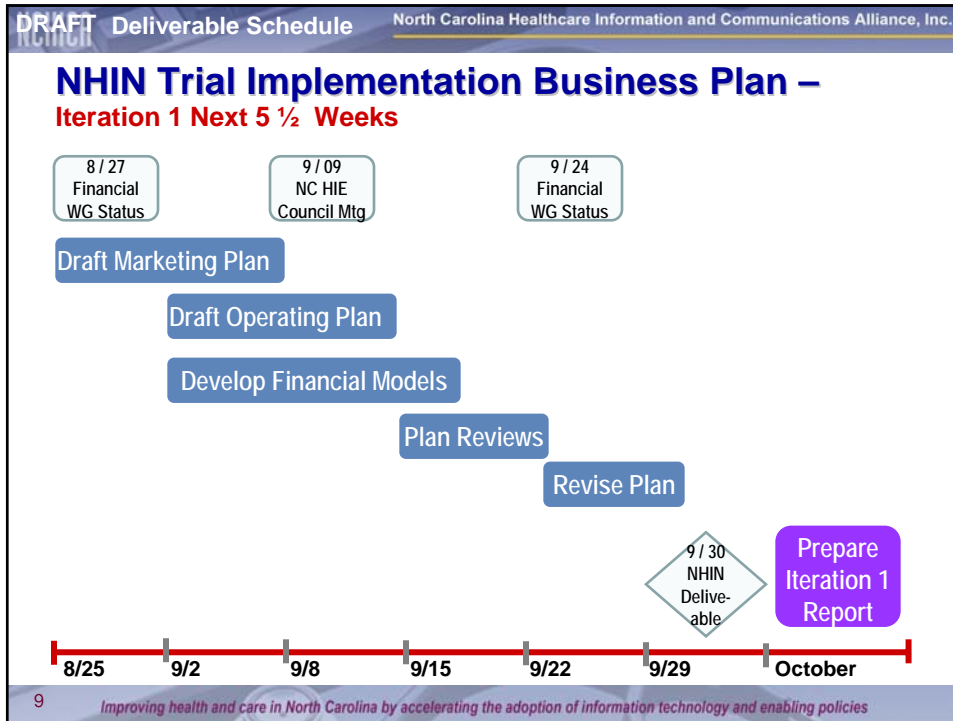 DRAFT Deliverable Schedule
North Carolina Healthcare Information and Communications Alliance, Inc.
NCHICA
NHIN Trial Implementation Business Plan –
Iteration 1 Next 5 ½ Weeks
8 / 27
Financial
WG Status
9 / 09
NC HIE
Council Mtg
9 / 24
Financial
WG Status
Draft Marketing Plan
Draft Operating Plan
Develop Financial Models
Plan Reviews
Revise Plan
9 / 30
NHIN
Delive-
able
Prepare
Iteration 1
Report
8/25 9/2 9/8 9/15 9/22 9/29 October
9
Improving health and care in North Carolina by accelerating the adoption of information technology and enabling policies